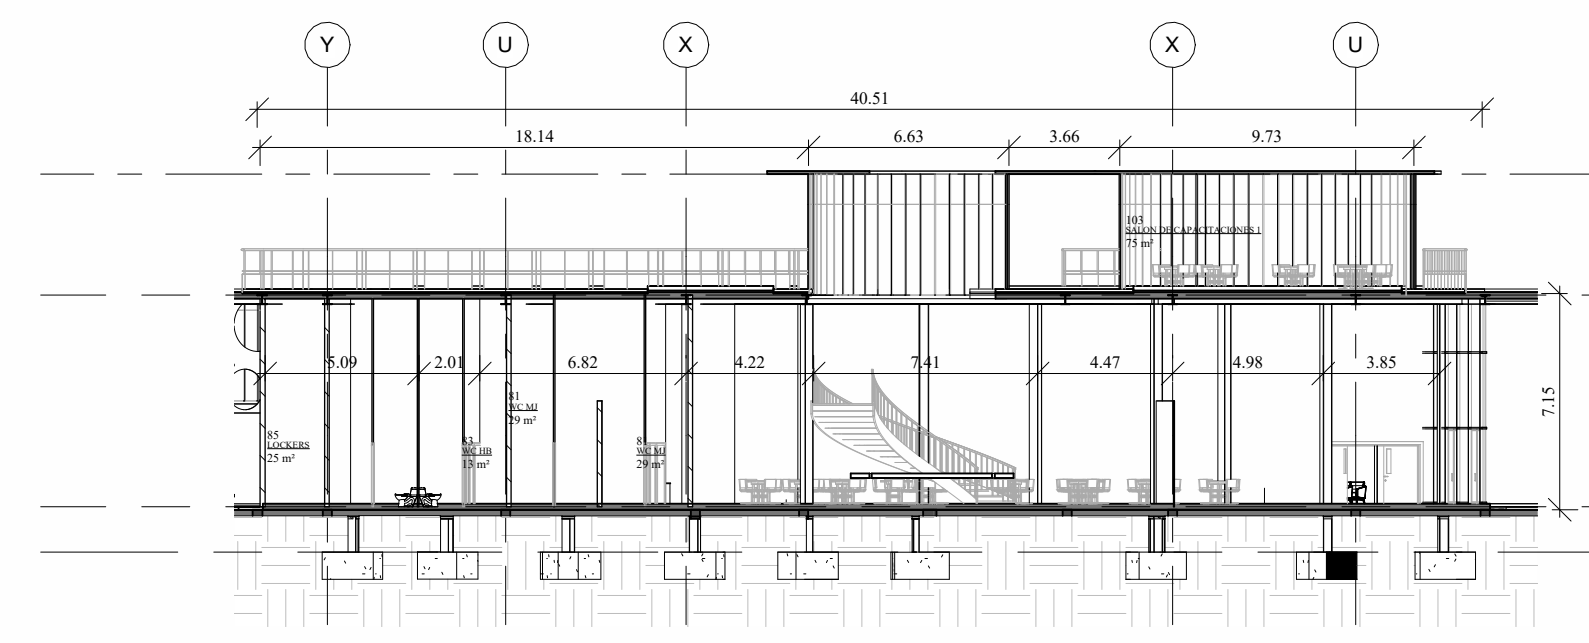 Y U X X U
40.51
18.14 6.63 3.66 9.73
103
SALON DE CAPACITACIONES 1
75 m²
5.09 2.01 6.82 4.22 7.41 4.47 4.98 3.85
7.15
81
WC MJ
29 m²
85
LOCKERS
25 m²
83
WC HB
13 m²
81
WC MJ
29 m²